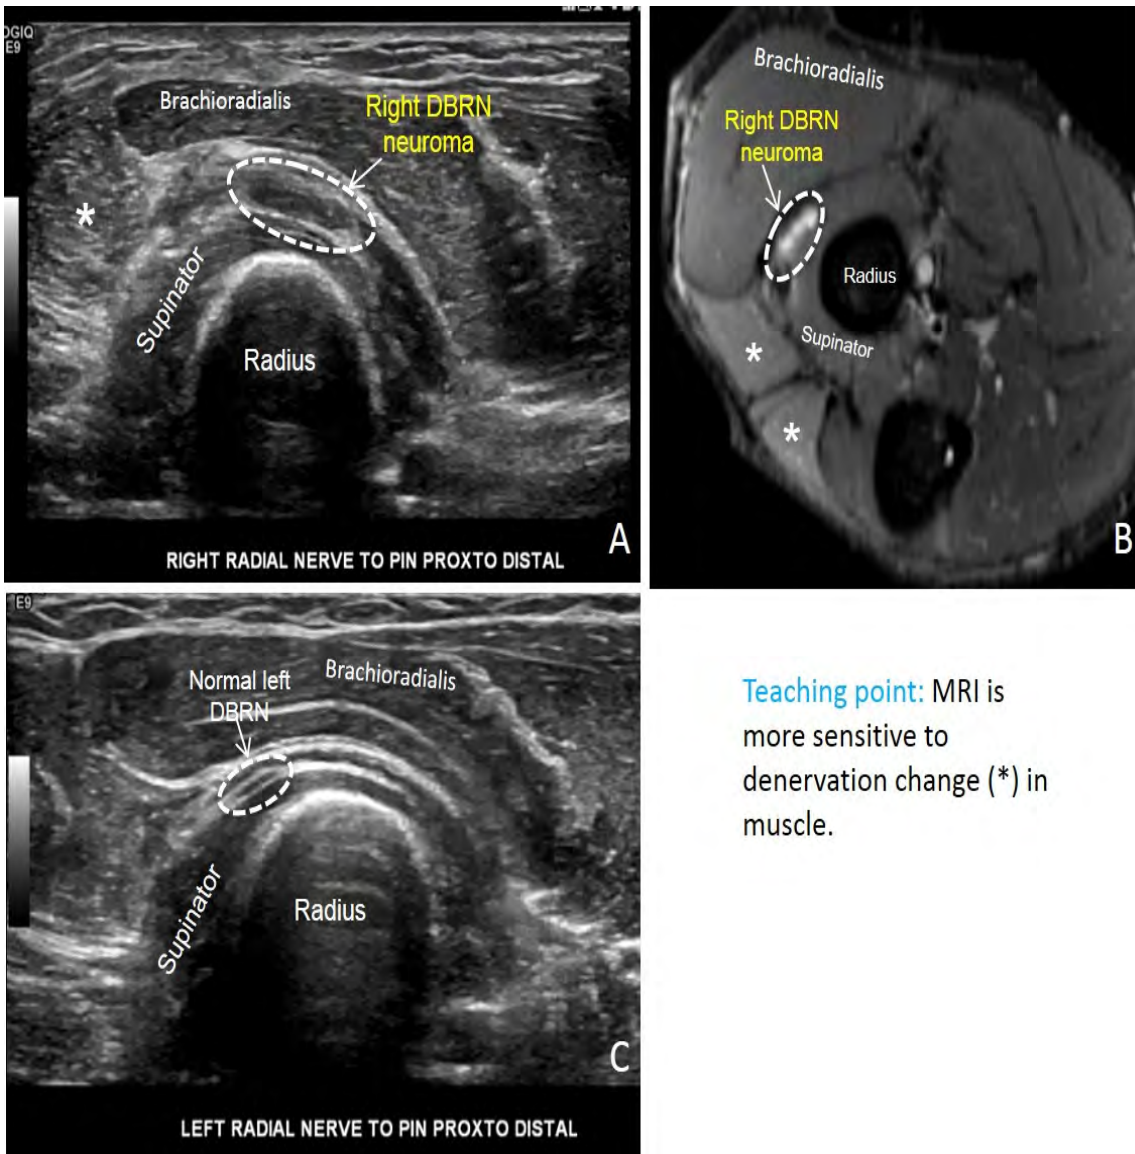 OGIQ
E9
Brachioradialis
Right DBRN
neuroma
*
Supinator
Radius
A
RIGHT RADIAL NERVE TO PIN PROXTO DISTAL
Brachioradialis
Right DBRN
neuroma
Radius
Supinator
*
*
B
E9
Normal left
DBRN
Brachioradialis
Supinator
Radius
C
LEFT RADIAL NERVE TO PIN PROXTO DISTAL
Teaching point: MRI is
more sensitive to
denervation change (*) in
muscle.